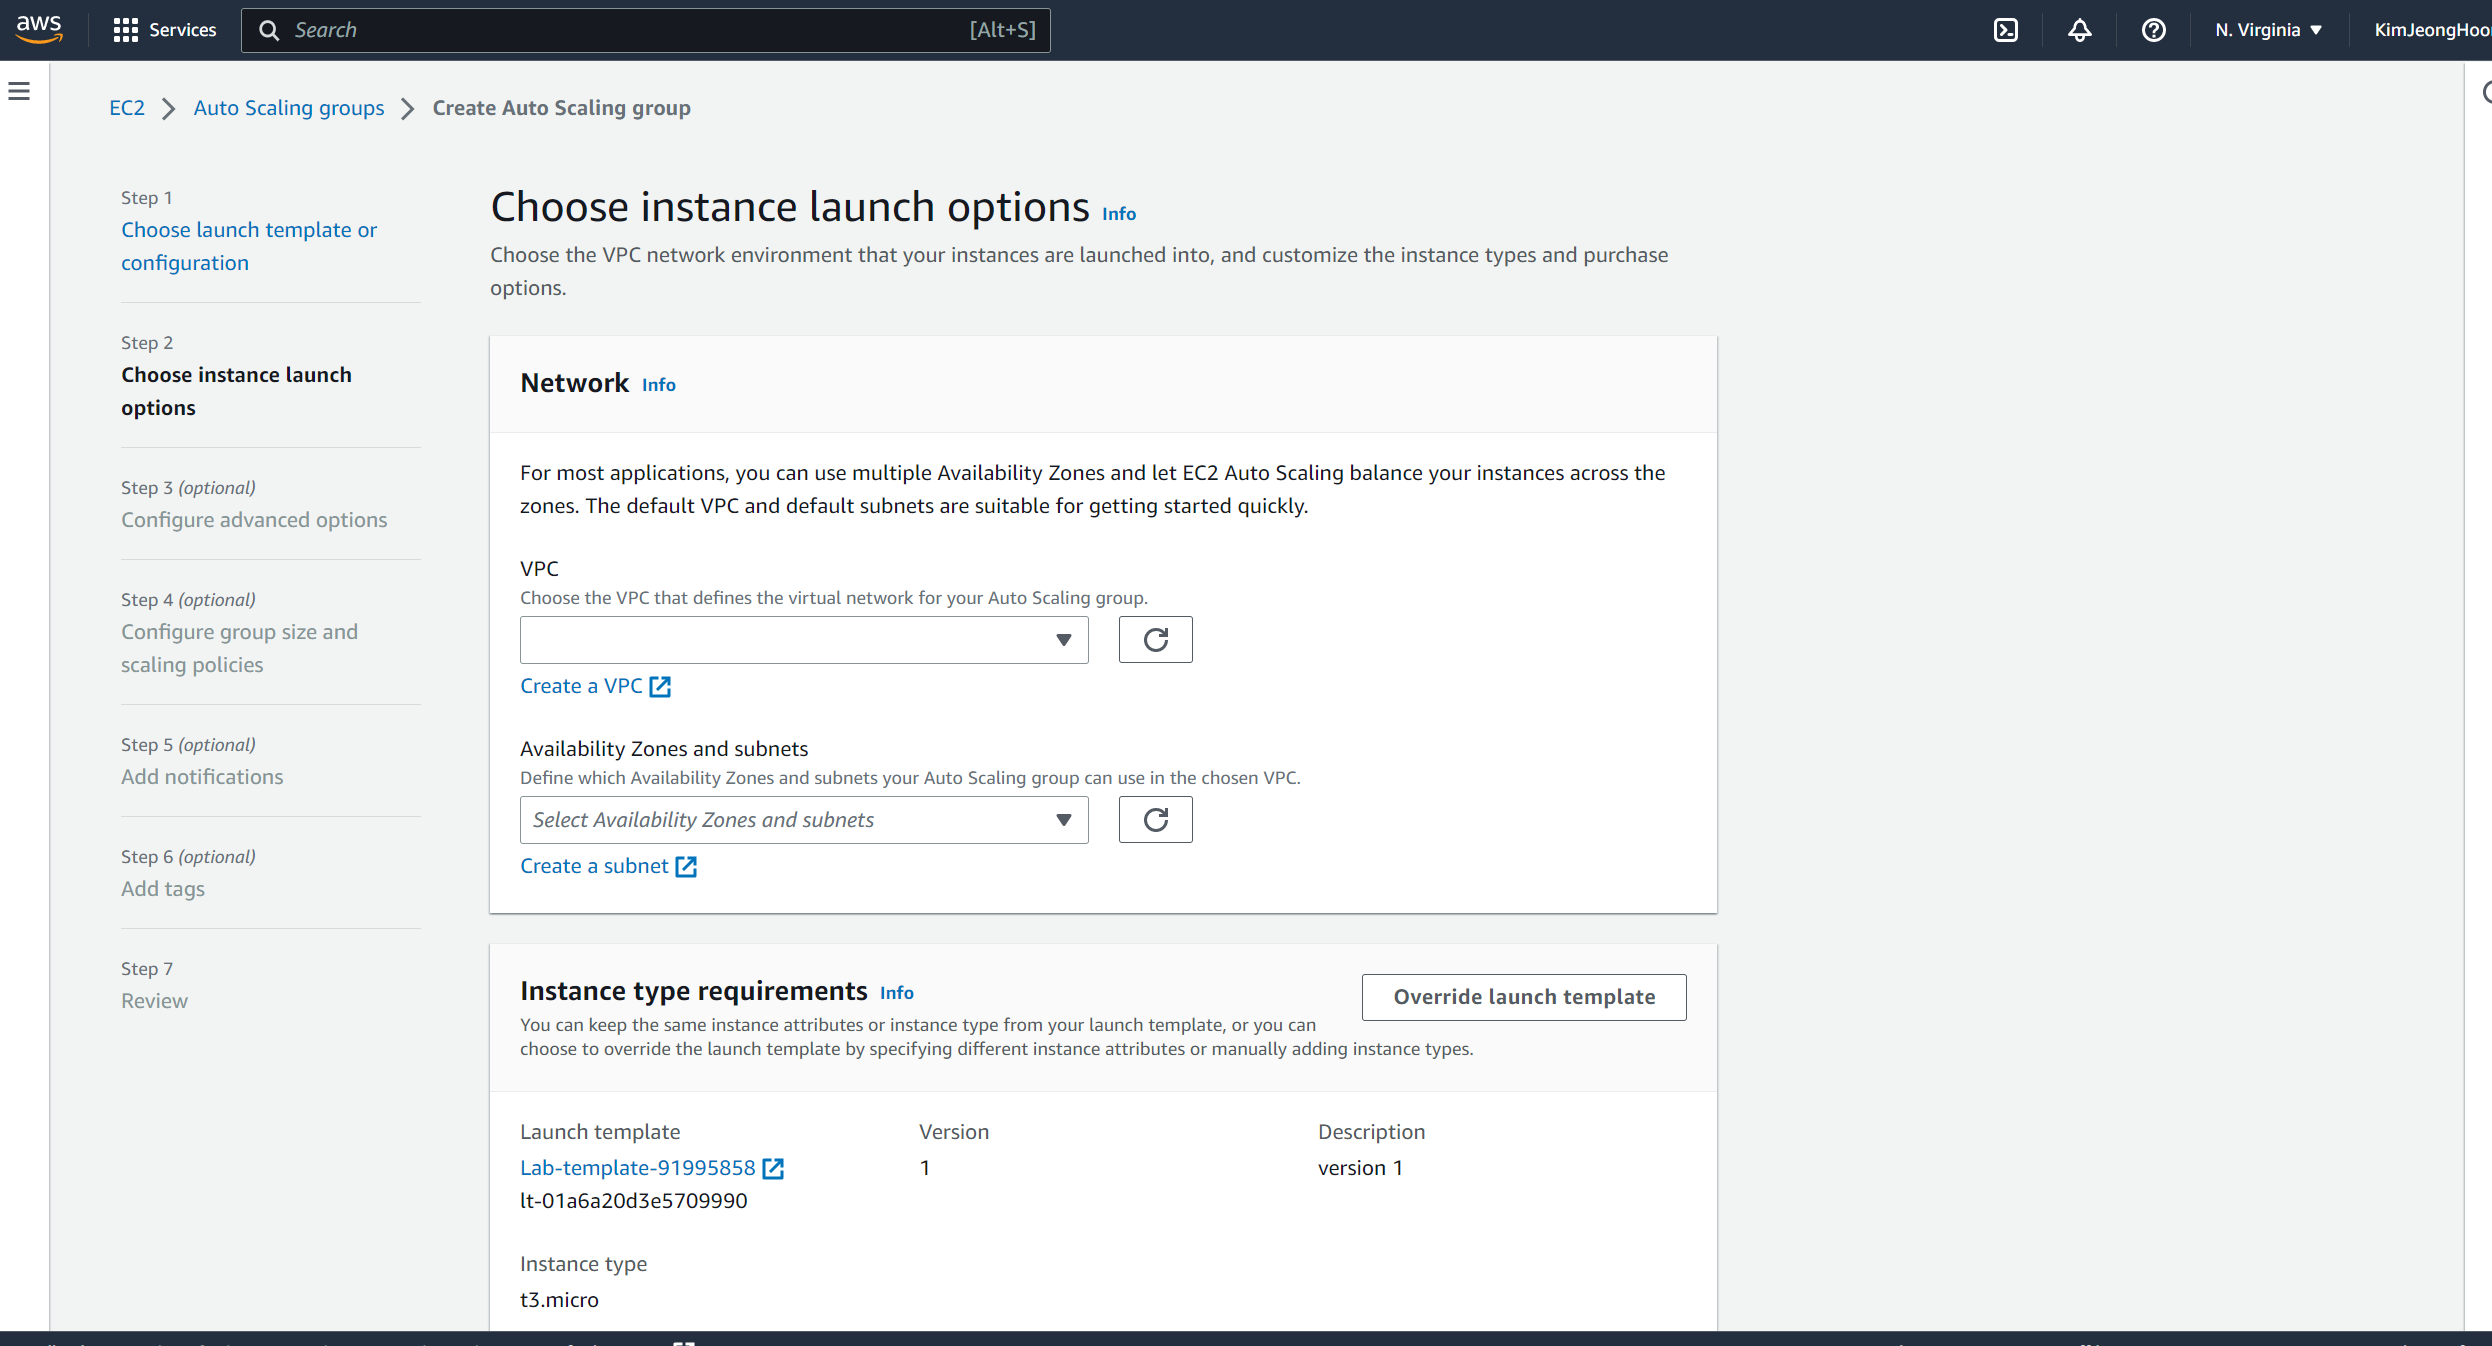 aws
Services
Search
[Alt+S]
N. Virginia
KimJeongHoo
EC2
Auto Scaling groups
Create Auto Scaling group
Step 1
Choose launch template or
configuration
Step 2
Choose instance launch
options
Step 3 (optional)
Configure advanced options
Step 4 (optional)
Configure group size and
scaling policies
Step 5 (optional)
Add notifications
Step 6 (optional)
Add tags
Step 7
Review
Choose instance launch options Info
Choose the VPC network environment that your instances are launched into, and customize the instance types and purchase
options.
Network Info
For most applications, you can use multiple Availability Zones and let EC2 Auto Scaling balance your instances across the
zones. The default VPC and default subnets are suitable for getting started quickly.
VPC
Choose the VPC that defines the virtual network for your Auto Scaling group.
Create a VPC
Availability Zones and subnets
Define which Availability Zones and subnets your Auto Scaling group can use in the chosen VPC.
Select Availability Zones and subnets
Create a subnet
Instance type requirements Info
Override launch template
You can keep the same instance attributes or instance type from your launch template, or you can
choose to override the launch template by specifying different instance attributes or manually adding instance types.
Launch template
Version
Description
Lab-template-91995858
1
version 1
lt-01a6a20d3e5709990
Instance type
t3.micro